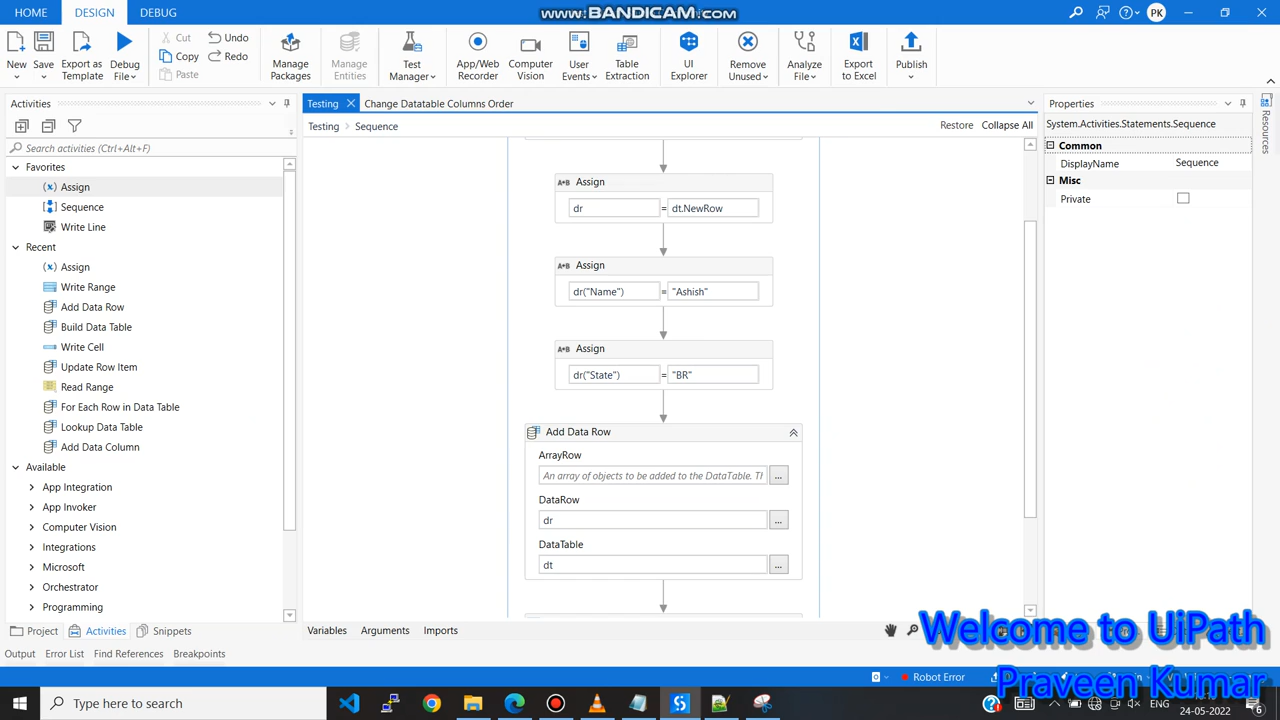 HOME
DESIGN
DEBUG
www.BANDICAM.com
PK
New
Save
Export as Template
Debug File
Cut
Copy
Paste
Undo
Redo
Manage Packages
Manage Entities
Test Manager
App/Web Recorder
Computer Vision
User Events
Table Extraction
UI Explorer
Remove Unused
Analyze File
Export to Excel
Publish
Activities
Search activities (Ctrl+Alt+F)
Favorites
Assign
Sequence
Write Line
Recent
Assign
Write Range
Add Data Row
Build Data Table
Write Cell
Update Row Item
Read Range
For Each Row in Data Table
Lookup Data Table
Add Data Column
Available
App Integration
App Invoker
Computer Vision
Integrations
Microsoft
Orchestrator
Programming
Project
Activities
Snippets
Testing
Change Datatable Columns Order
Testing > Sequence
Restore
Collapse All
A*B Assign
dr = dt.NewRow
A*B Assign
dr("Name") = "Ashish"
A*B Assign
dr("State") = "BR"
Add Data Row
ArrayRow
An array of objects to be added to the DataTable. Th
...
DataRow
dr
...
DataTable
dt
...
Variables
Arguments
Imports
Properties
System.Activities.Statements.Sequence
Common
DisplayName
Sequence
Misc
Private
Resources
Output
Error List
Find References
Breakpoints
Welcome to UiPath
Praveen Kumar
0
Robot Error
Type here to search
24-05-2022
6